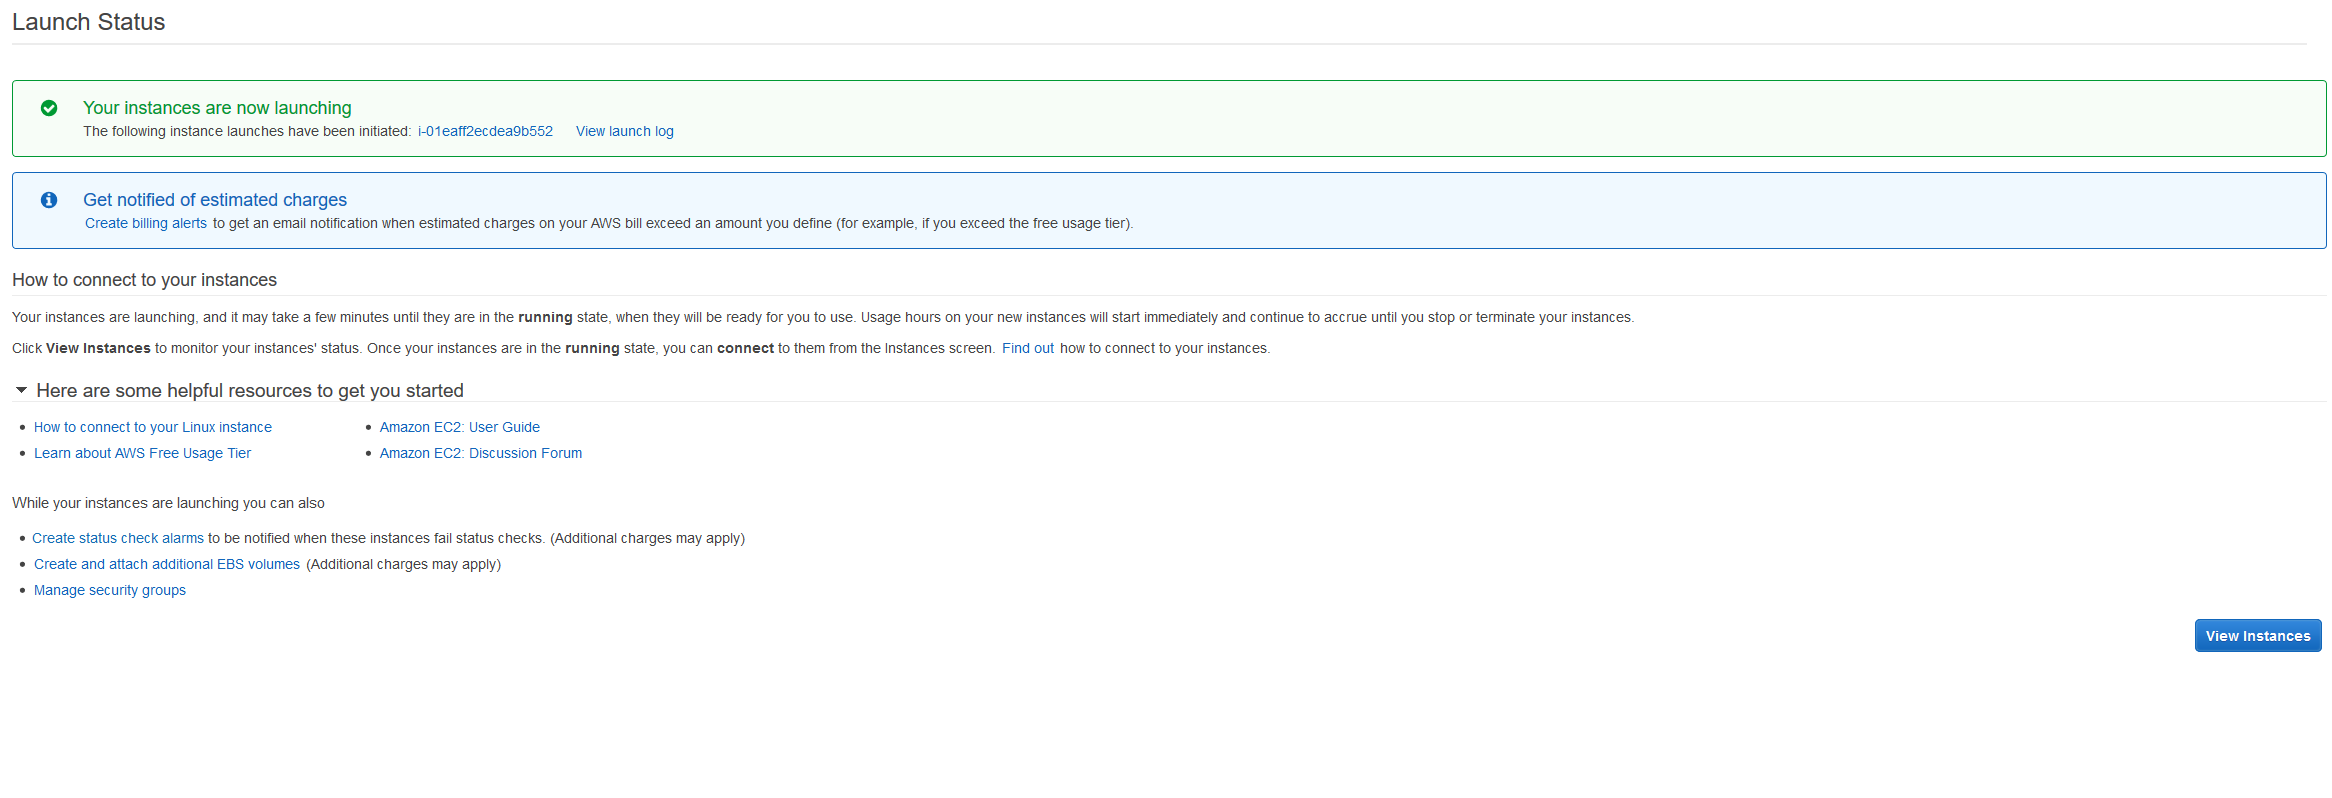 Launch Status
Your instances are now launching
The following instance launches have been initiated: i-01eaff2ecdea9b552 View launch log
Get notified of estimated charges
Create billing alerts to get an email notification when estimated charges on your AWS bill exceed an amount you define (for example, if you exceed the free usage tier).
How to connect to your instances
Your instances are launching, and it may take a few minutes until they are in the running state, when they will be ready for you to use. Usage hours on your new instances will start immediately and continue to accrue until you stop or terminate your instances.
Click View Instances to monitor your instances' status. Once your instances are in the running state, you can connect to them from the Instances screen. Find out how to connect to your instances.
Here are some helpful resources to get you started
How to connect to your Linux instance
Learn about AWS Free Usage Tier
Amazon EC2: User Guide
Amazon EC2: Discussion Forum
While your instances are launching you can also
Create status check alarms to be notified when these instances fail status checks. (Additional charges may apply)
Create and attach additional EBS volumes (Additional charges may apply)
Manage security groups
View Instances